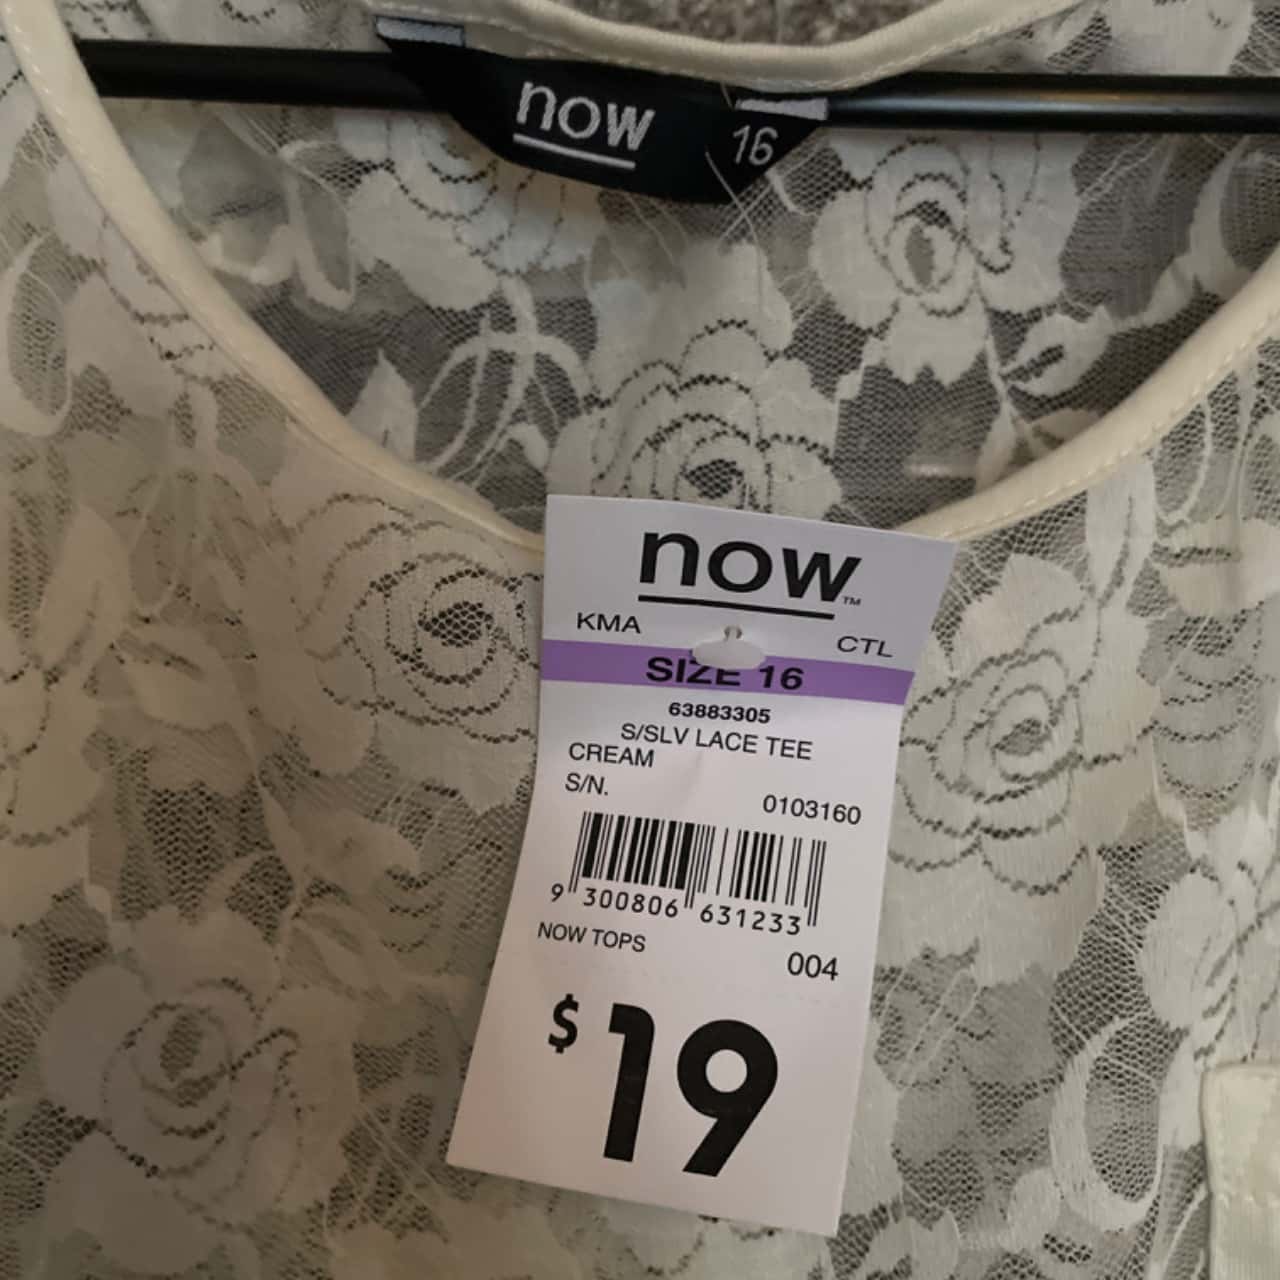 now 16
now™
KMA CTL
SIZE 16
63883305
S/SLV LACE TEE
CREAM
S/N. 0103160
9 300806 631233
NOW TOPS 004
$19